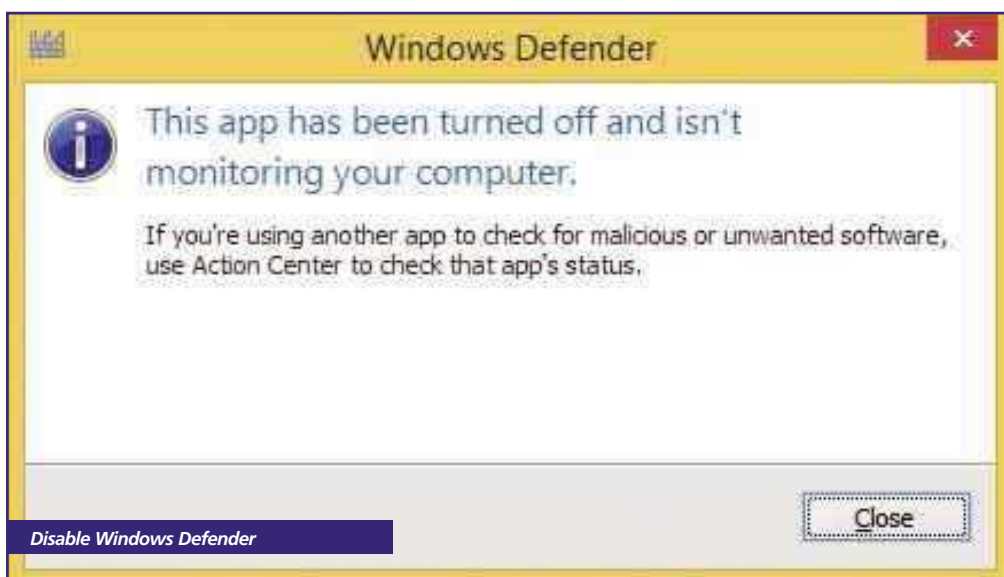 Windows Defender
This app has been turned off and isn't
monitoring your computer.
If you're using another app to check for malicious or unwanted software,
use Action Center to check that app's status.
Close
Disable Windows Defender